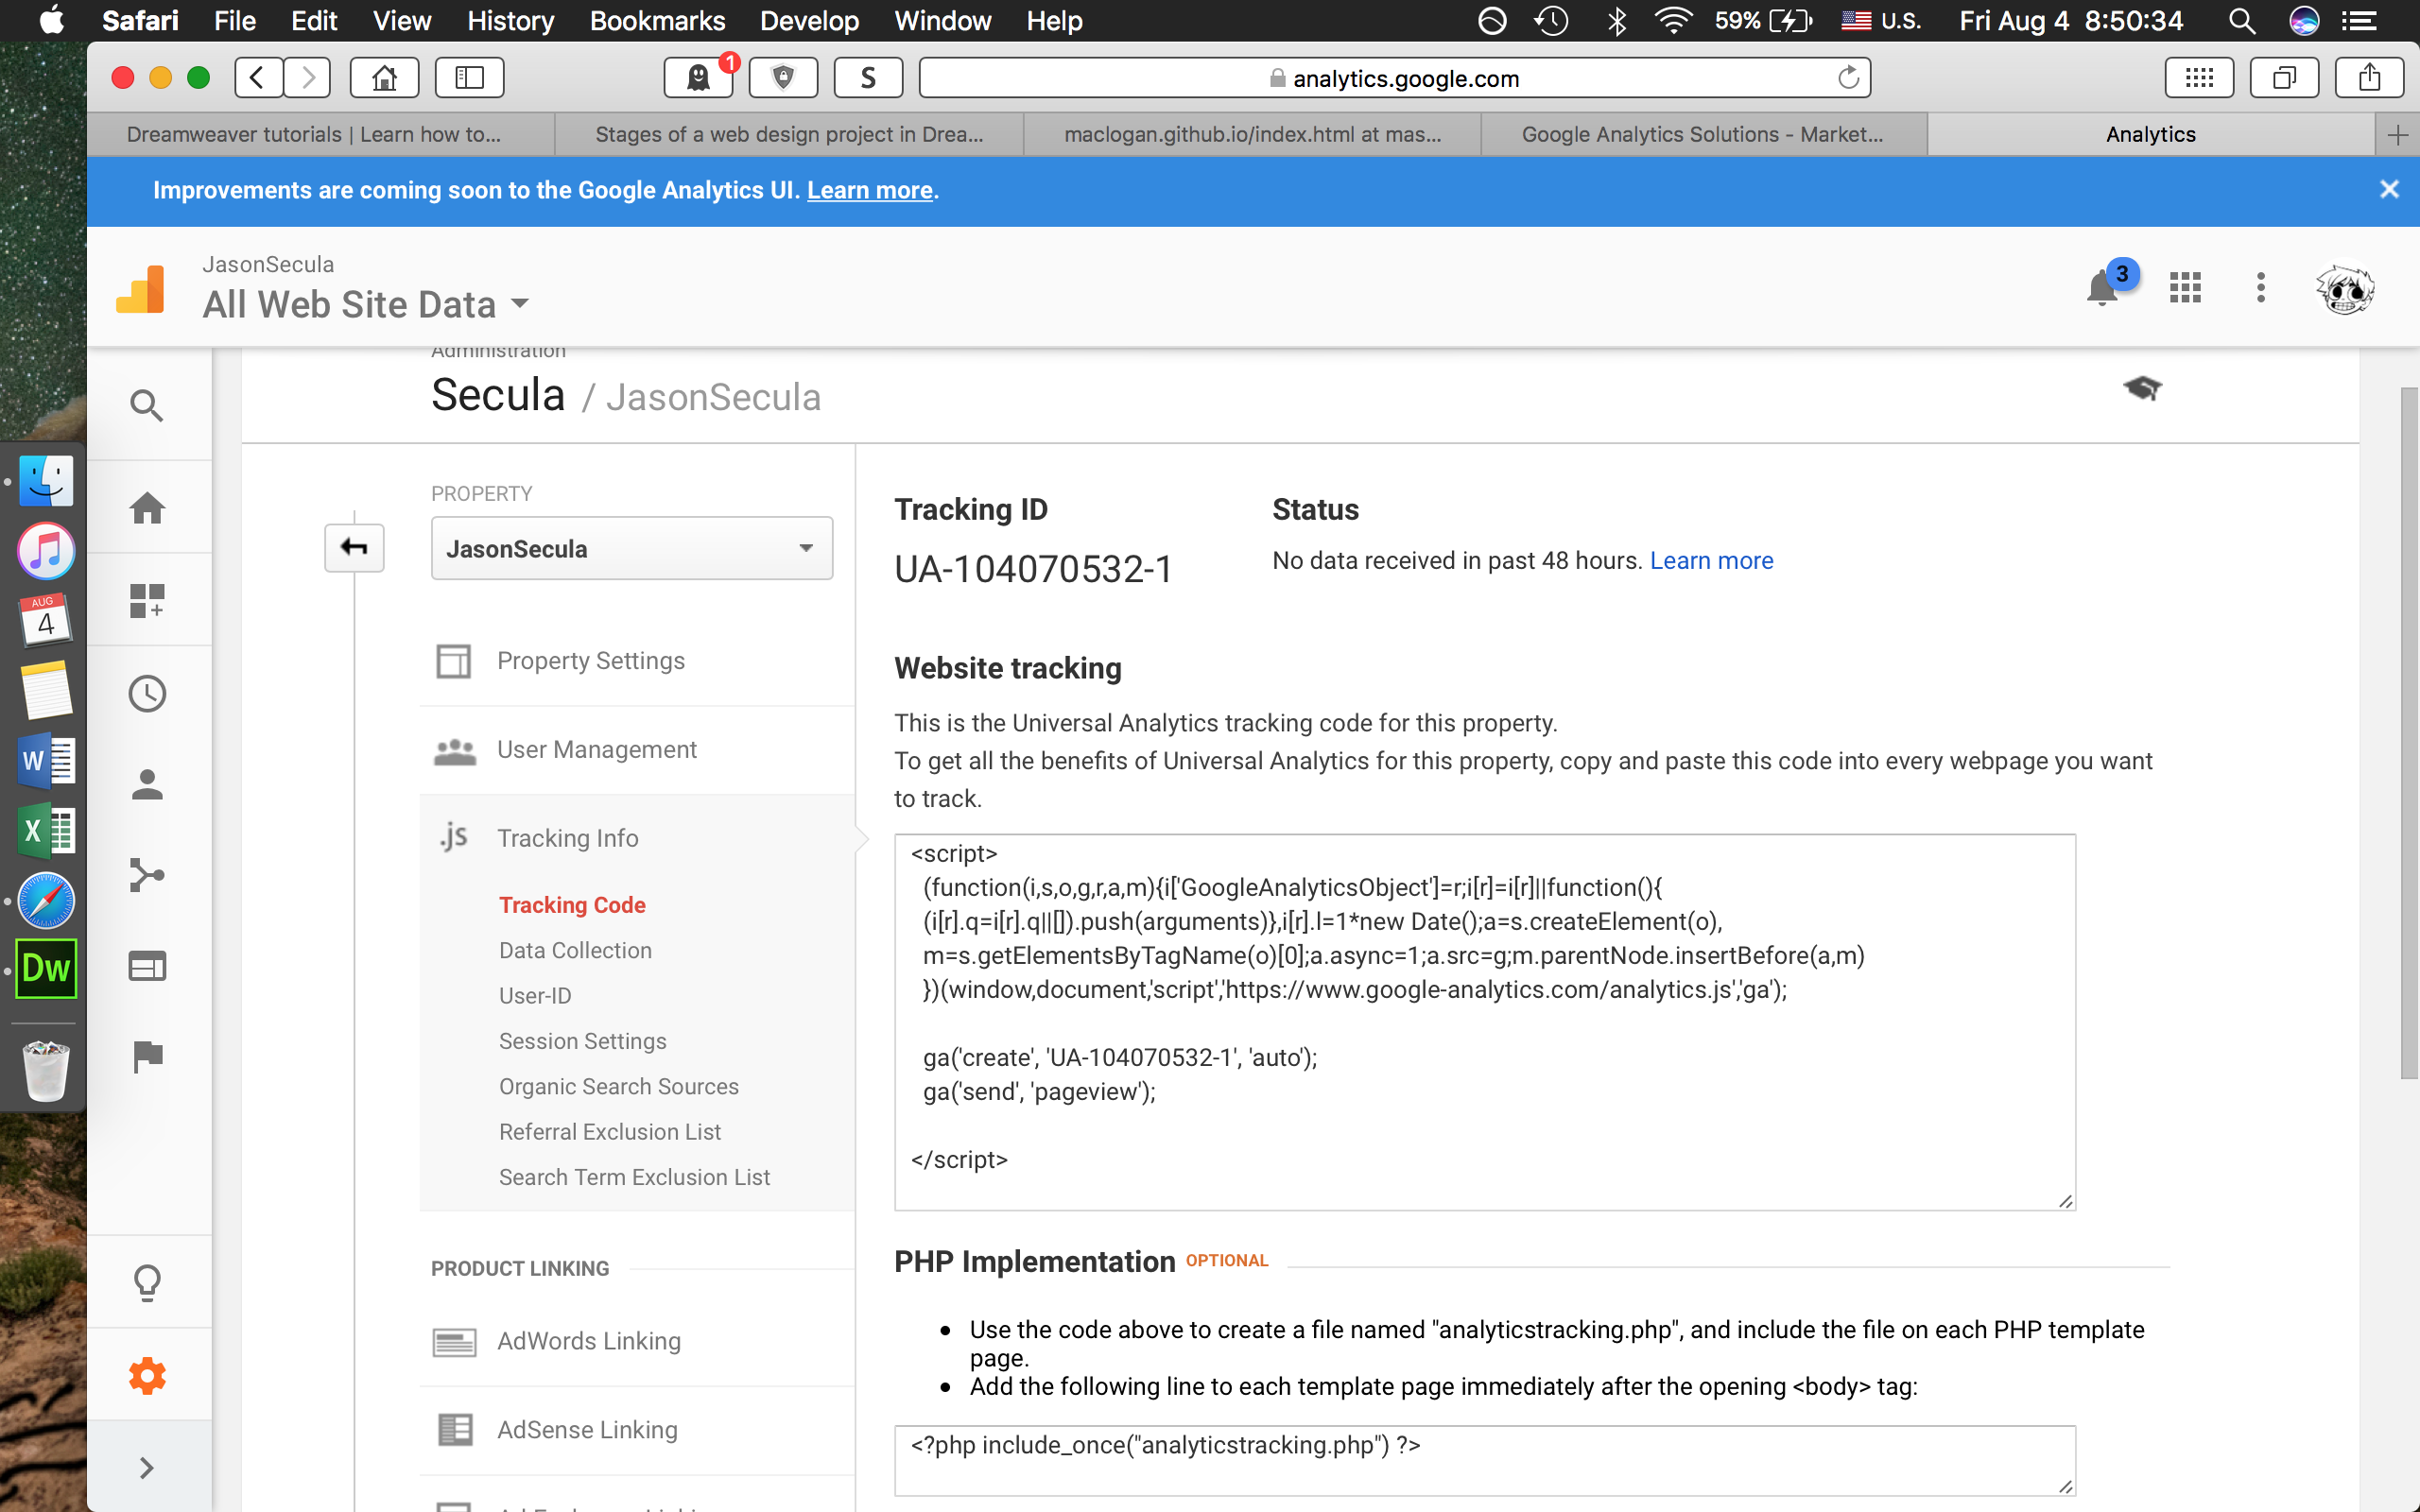 Safari File Edit View History Bookmarks Develop Window Help 59% U.S. Fri Aug 4 8:50:34
1 S analytics.google.com
Dreamweaver tutorials | Learn how to... Stages of a web design project in Drea... maclogan.github.io/index.html at mas... Google Analytics Solutions - Market... Analytics
Improvements are coming soon to the Google Analytics UI. Learn more.
JasonSecula
All Web Site Data
3
Administration
Secula / JasonSecula
PROPERTY
JasonSecula
Property Settings
User Management
.js Tracking Info
Tracking Code
Data Collection
User-ID
Session Settings
Organic Search Sources
Referral Exclusion List
Search Term Exclusion List
PRODUCT LINKING
AdWords Linking
AdSense Linking
Tracking ID
UA-104070532-1
Status
No data received in past 48 hours. Learn more
Website tracking
This is the Universal Analytics tracking code for this property.
To get all the benefits of Universal Analytics for this property, copy and paste this code into every webpage you want
to track.
<script>
(function(i,s,o,g,r,a,m){i['GoogleAnalyticsObject']=r;i[r]=i[r]||function(){
(i[r].q=i[r].q||[]).push(arguments)},i[r].l=1*new Date();a=s.createElement(o),
m=s.getElementsByTagName(o)[0];a.async=1;a.src=g;m.parentNode.insertBefore(a,m)
})(window,document,'script','https://www.google-analytics.com/analytics.js','ga');
ga('create', 'UA-104070532-1', 'auto');
ga('send', 'pageview');
</script>
PHP Implementation OPTIONAL
• Use the code above to create a file named "analyticstracking.php", and include the file on each PHP template
page.
• Add the following line to each template page immediately after the opening <body> tag:
<?php include_once("analyticstracking.php") ?>
AUG
4
W
X
Dw